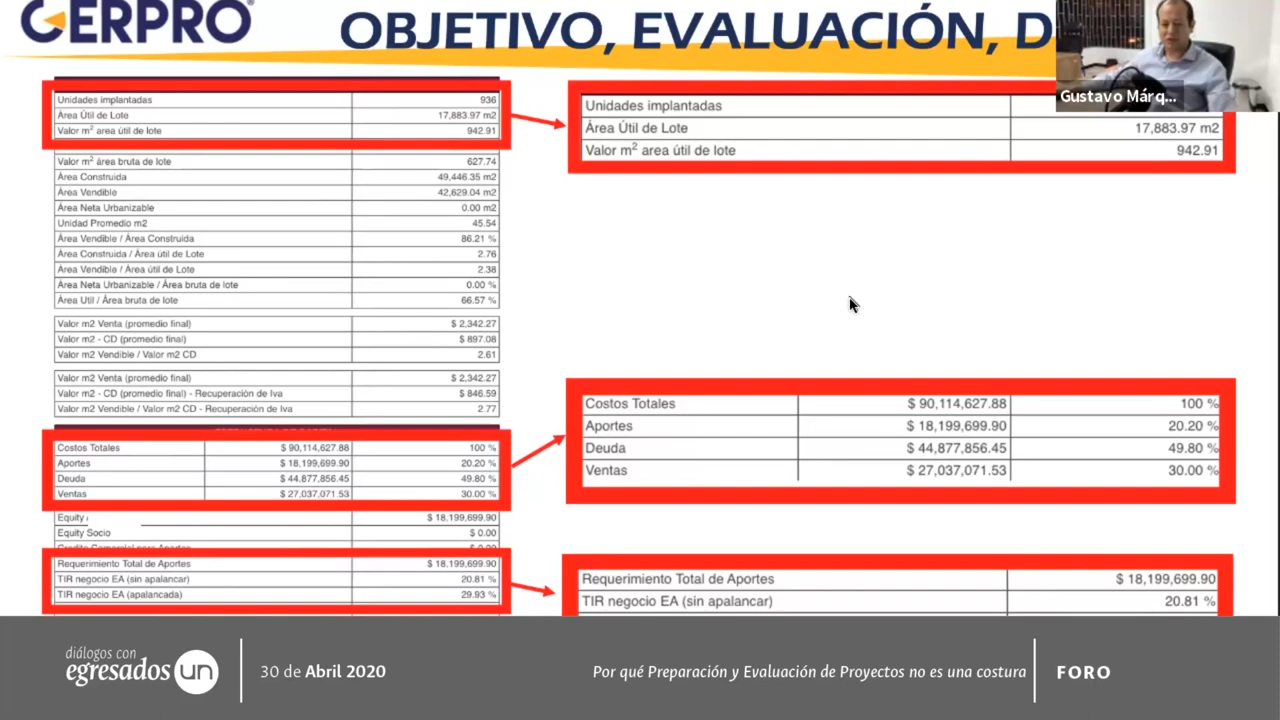 GERPRO
OBJETIVO, EVALUACIÓN, D
Gustavo Márq...
Unidades implantadas 936
Área Útil de Lote 17,883.97 m2
Valor m² area útil de lote 942.91
Valor m² área bruta de lote 627.74
Área Construida 49,446.35 m2
Área Vendible 42,629.04 m2
Área Neta Urbanizable 0.00 m2
Unidad Promedio m2 45.54
Área Vendible / Área Construída 86.21 %
Área Construida / Área útil de Lote 2.76
Área Vendible / Área útil de Lote 2.38
Área Neta Urbanizable / Área bruta de lote 0.00 %
Área Util / Área bruta de lote 66.57 %
Valor m2 Venta (promedio final) $ 2,342.27
Valor m2 - CD (promedio final) $ 897.08
Valor m2 Vendible / Valor m2 CD 2.61
Valor m2 Venta (promedio final) $ 2,342.27
Valor m2 - CD (promedio final) - Recuperación de Iva $ 846.59
Valor m2 Vendible / Valor m2 CD - Recuperación de Iva 2.77
Costos Totales $ 90,114,627.88 100 %
Aportes $ 18,199,699.90 20.20 %
Deuda $ 44,877,856.45 49.80 %
Ventas $ 27,037,071.53 30.00 %
Equity $ 18,199,699.90
Equity Socio $ 0.00
Credito Comercial para Aportes $ 0.00
Requerimiento Total de Aportes $ 18,199,699.90
TIR negocio EA (sin apalancar) 20.81 %
TIR negocio EA (apalancada) 29.93 %
Unidades implantadas
Área Útil de Lote 17,883.97 m2
Valor m² area útil de lote 942.91
Costos Totales $ 90,114,627.88 100 %
Aportes $ 18,199,699.90 20.20 %
Deuda $ 44,877,856.45 49.80 %
Ventas $ 27,037,071.53 30.00 %
Requerimiento Total de Aportes $ 18,199,699.90
TIR negocio EA (sin apalancar) 20.81 %
diálogos con
egresados un
30 de Abril 2020
Por qué Preparación y Evaluación de Proyectos no es una costura
FORO